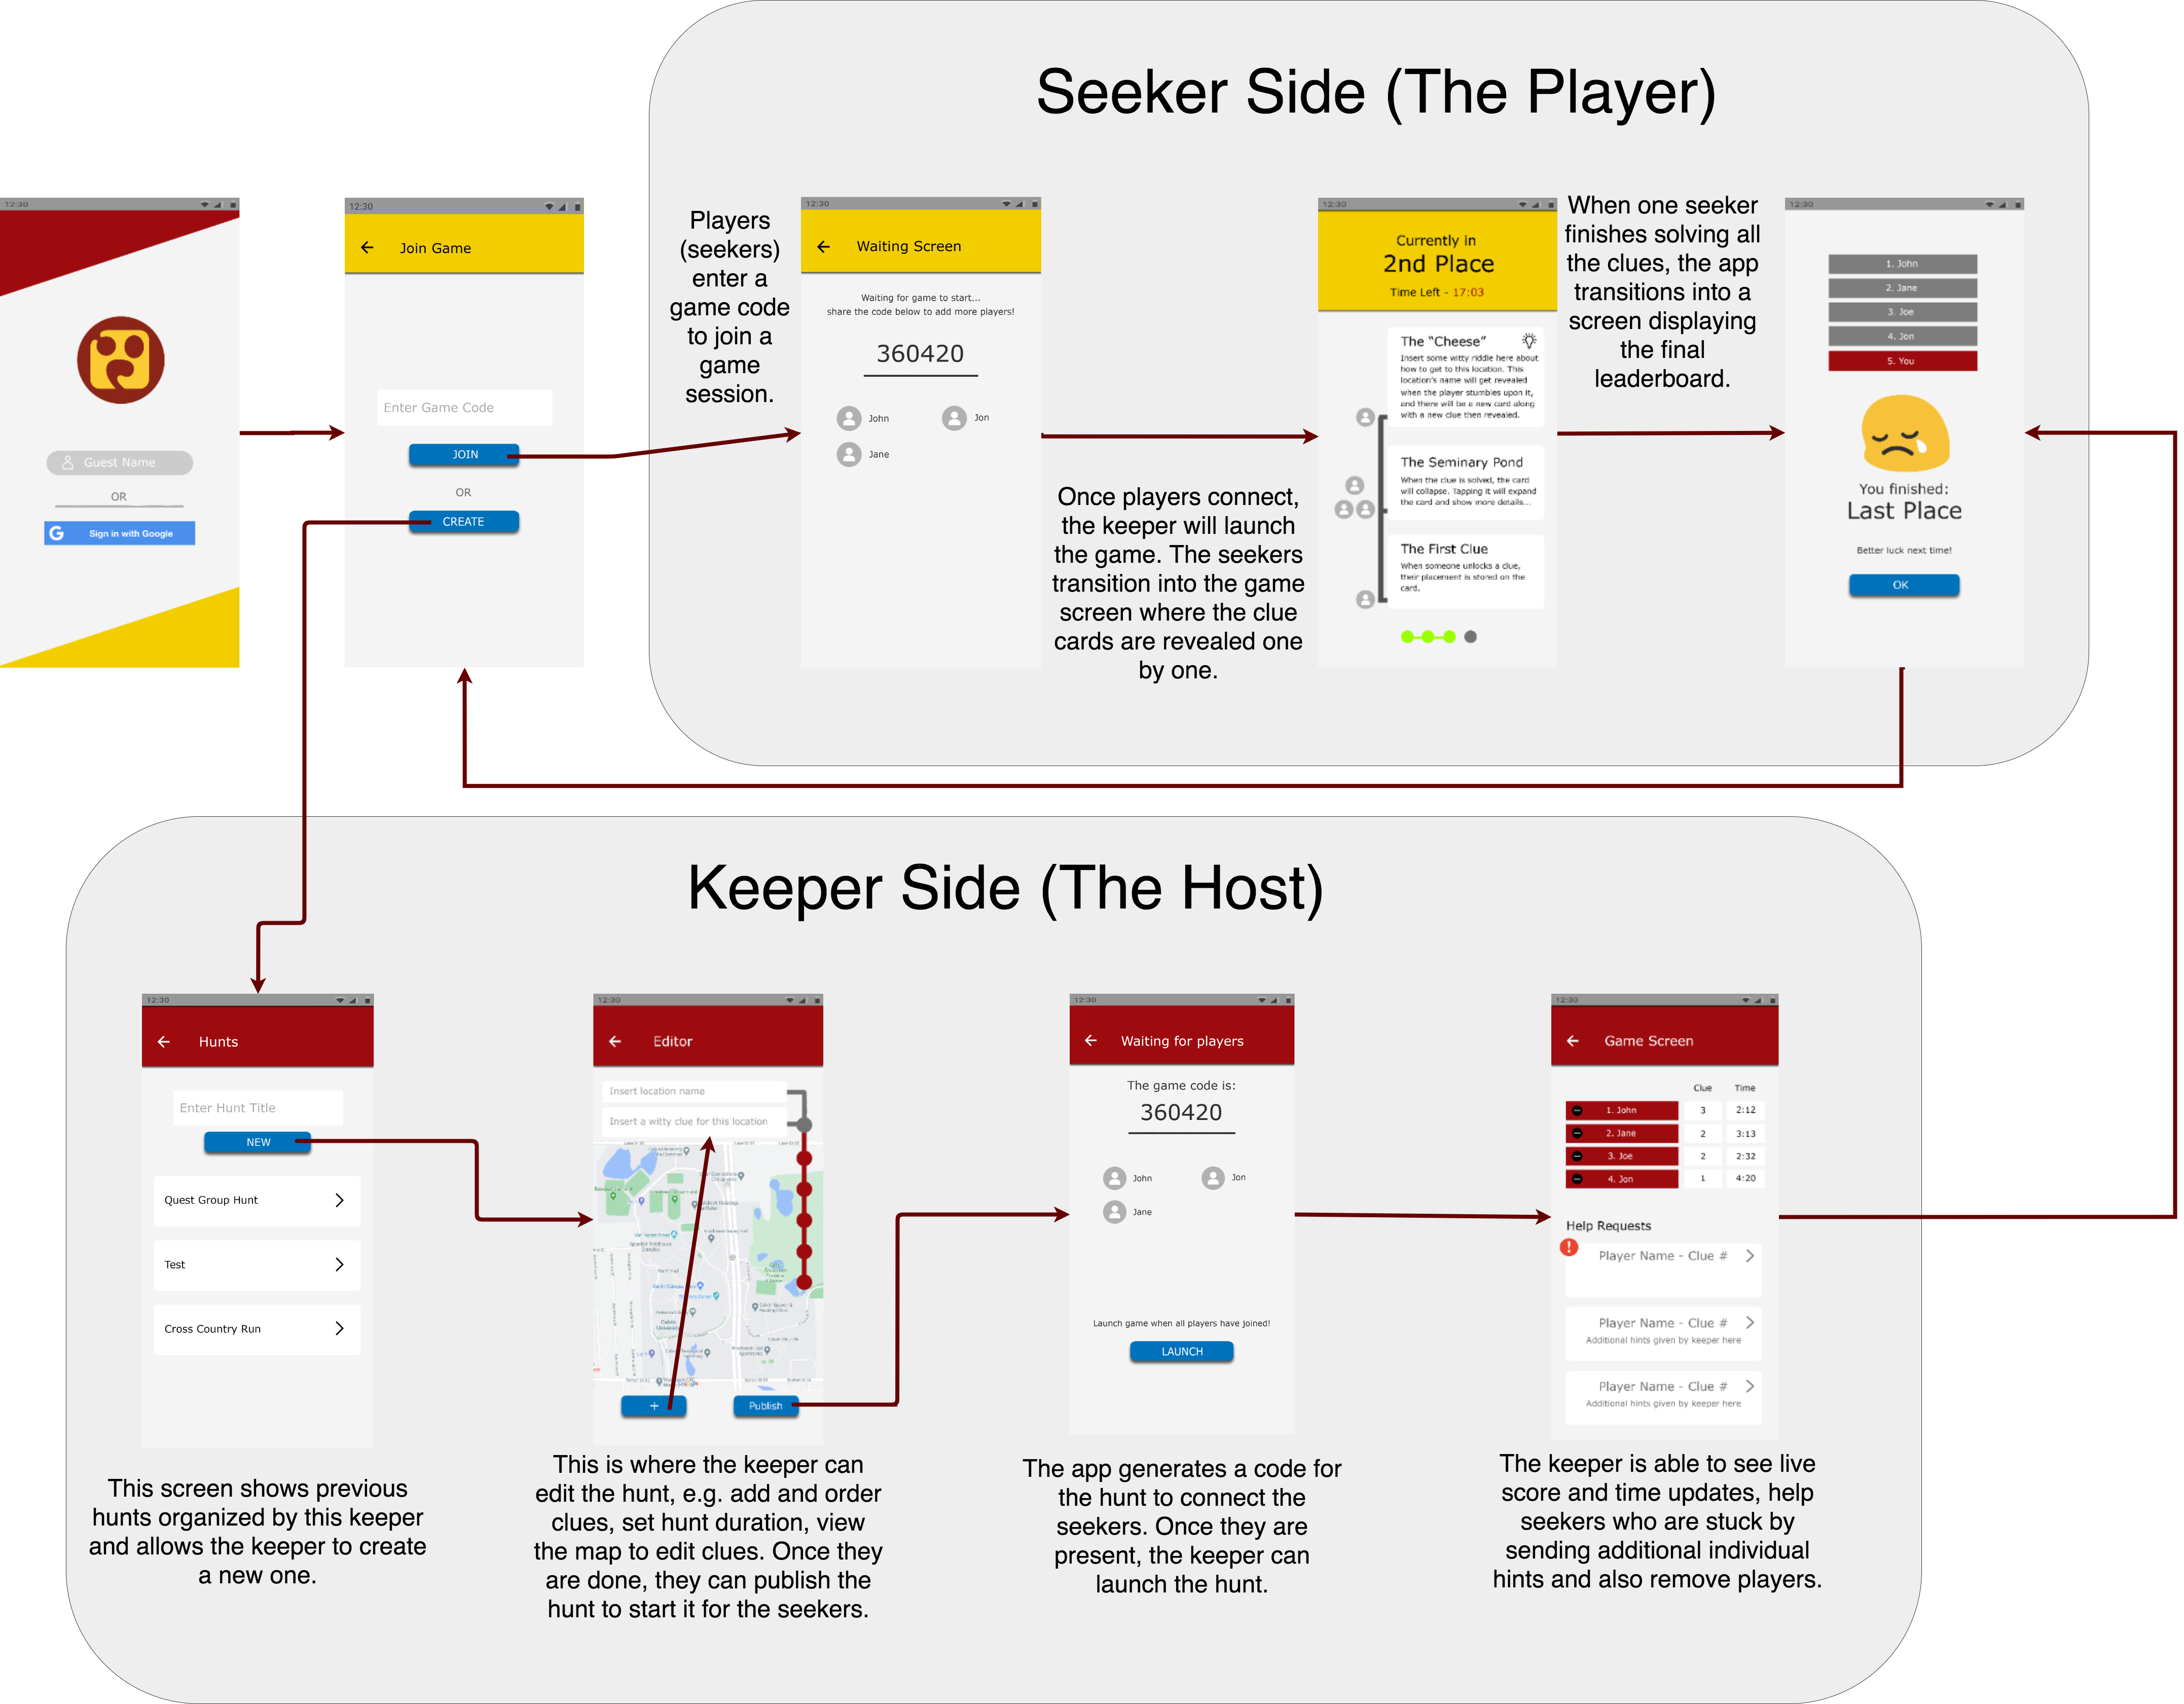 Seeker Side (The Player)
12:30
Guest Name
OR
G Sign in with Google
12:30
Join Game
Enter Game Code
JOIN
OR
CREATE
Players
(seekers)
enter a
game code
to join a
game
session.
12:30
Waiting Screen
Waiting for game to start...
share the code below to add more players!
360420
John
Jon
Jane
Once players connect,
the keeper will launch
the game. The seekers
transition into the game
screen where the clue
cards are revealed one
by one.
12:30
Currently in
2nd Place
Time Left - 17:03
The "Cheese"
Insert some witty riddle here about
how to get to this location. This
location's name will get revealed
when the player stumbles upon it,
and there will be a new card along
with a new clue then revealed.
The Seminary Pond
When the clue is solved, the card
will collapse. Tapping it will expand
the card and show more details...
The First Clue
When someone unlocks a clue,
their placement is stored on the
card.
When one seeker
finishes solving all
the clues, the app
transitions into a
screen displaying
the final
leaderboard.
12:30
1. John
2. Jane
3. Joe
4. Jon
5. You
You finished:
Last Place
Better luck next time!
OK
Keeper Side (The Host)
12:30
Hunts
Enter Hunt Title
NEW
Quest Group Hunt
Test
Cross Country Run
This screen shows previous
hunts organized by this keeper
and allows the keeper to create
a new one.
12:30
Editor
Insert location name
Insert a witty clue for this location
+
Publish
This is where the keeper can
edit the hunt, e.g. add and order
clues, set hunt duration, view
the map to edit clues. Once they
are done, they can publish the
hunt to start it for the seekers.
12:30
Waiting for players
The game code is:
360420
John
Jon
Jane
Launch game when all players have joined!
LAUNCH
The app generates a code for
the hunt to connect the
seekers. Once they are
present, the keeper can
launch the hunt.
12:30
Game Screen
Clue Time
1. John 3 2:12
2. Jane 2 3:13
3. Joe 2 2:32
4. Jon 1 4:20
Help Requests
Player Name - Clue #
Player Name - Clue #
Additional hints given by keeper here
Player Name - Clue #
Additional hints given by keeper here
The keeper is able to see live
score and time updates, help
seekers who are stuck by
sending additional individual
hints and also remove players.